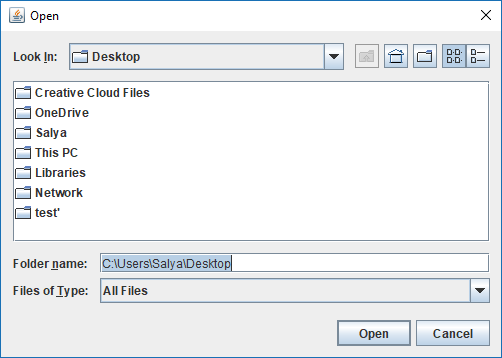 Open
Look In: Desktop
Creative Cloud Files
OneDrive
Salya
This PC
Libraries
Network
test'
Folder name: C:\Users\Salya\Desktop
Files of Type: All Files
Open Cancel